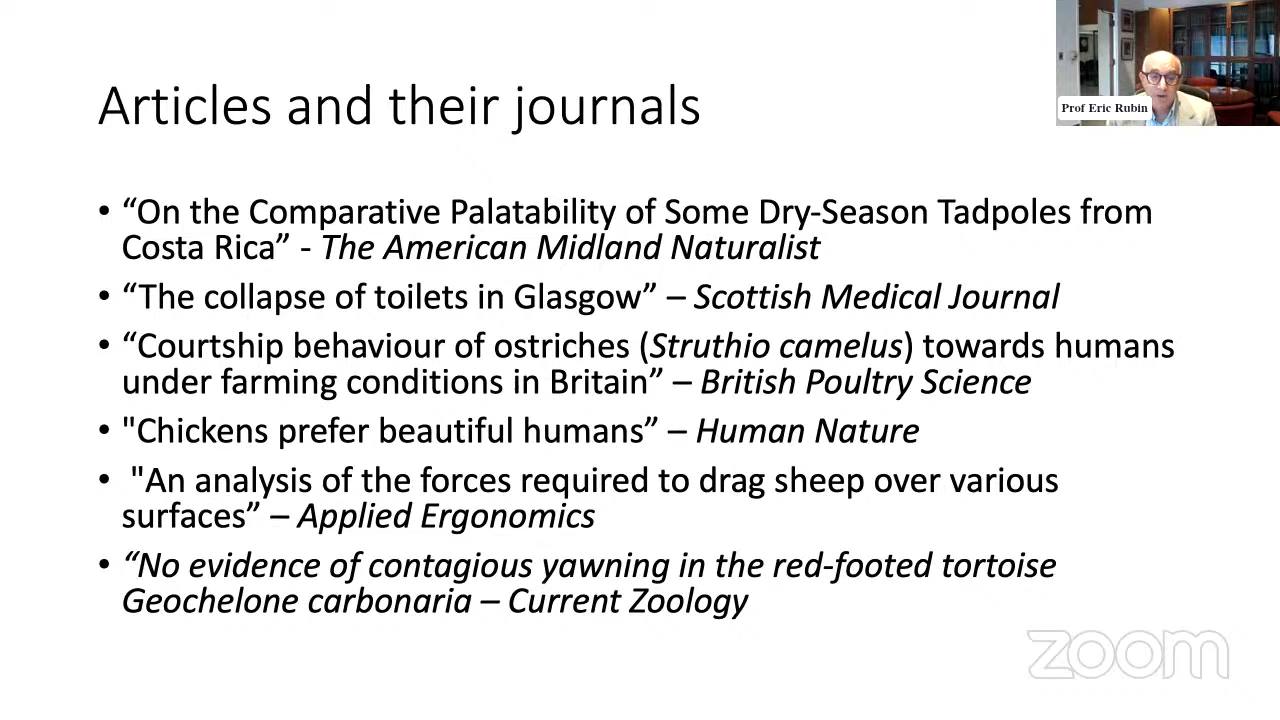 Articles and their journals
Prof Eric Rubin
• “On the Comparative Palatability of Some Dry-Season Tadpoles from
Costa Rica” - The American Midland Naturalist
• “The collapse of toilets in Glasgow” – Scottish Medical Journal
• “Courtship behaviour of ostriches (Struthio camelus) towards humans
under farming conditions in Britain” – British Poultry Science
• "Chickens prefer beautiful humans” – Human Nature
• "An analysis of the forces required to drag sheep over various
surfaces” – Applied Ergonomics
• “No evidence of contagious yawning in the red-footed tortoise
Geochelone carbonaria – Current Zoology
zoom